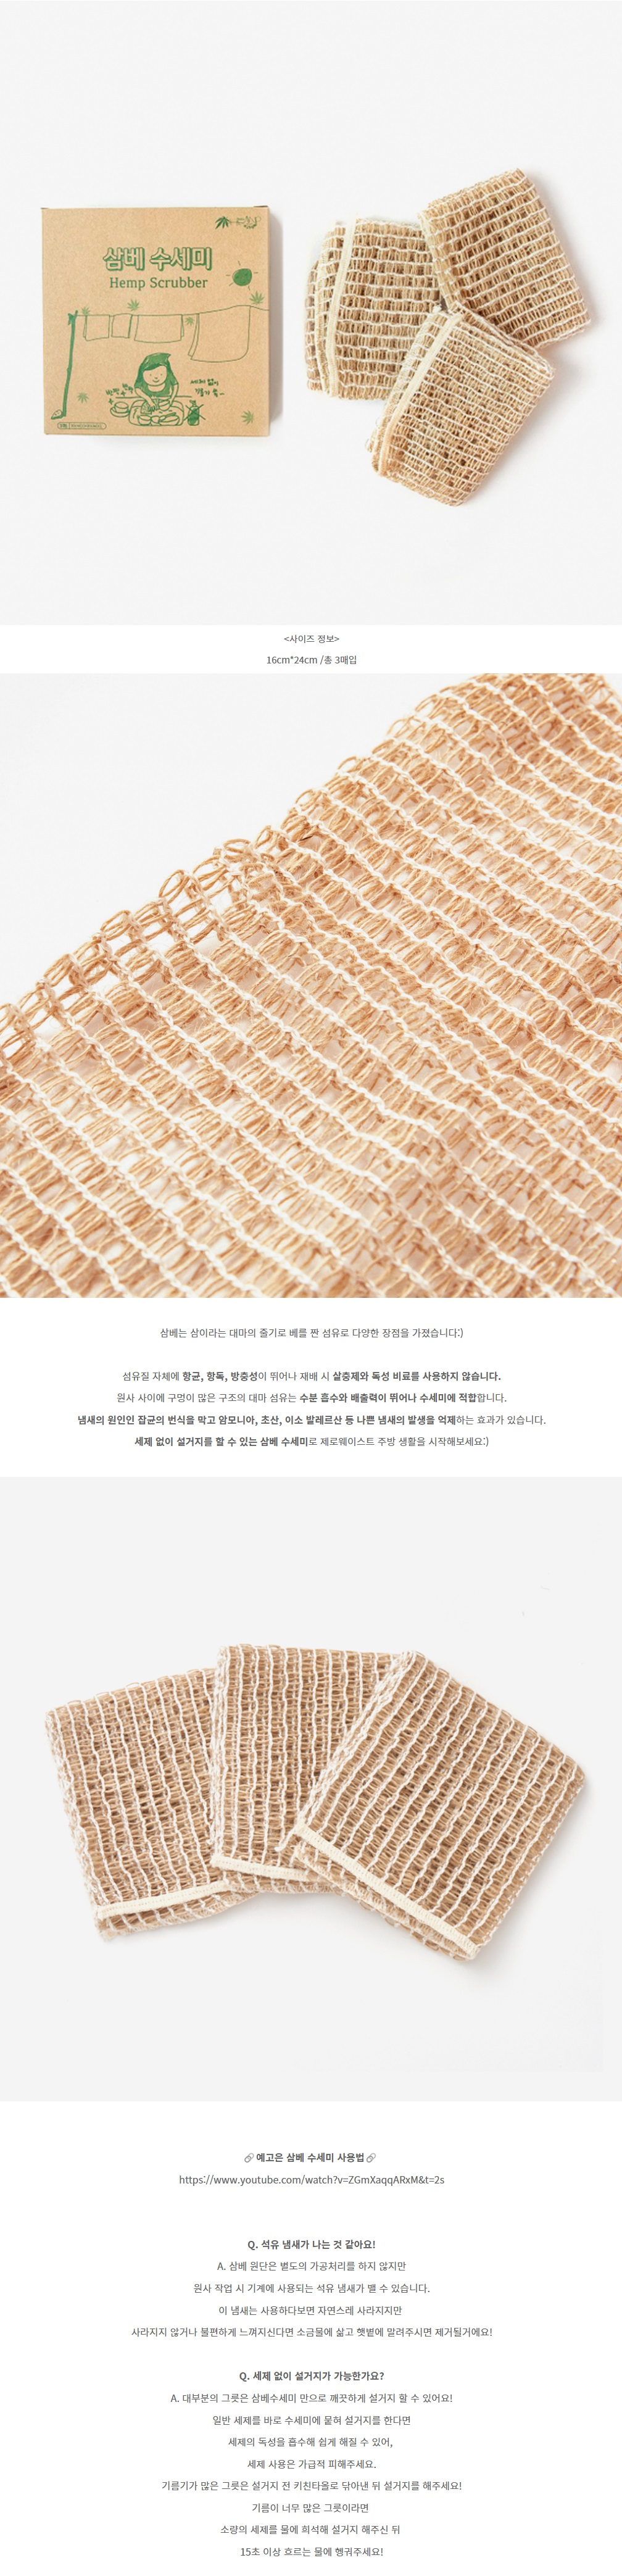 삼베 수세미
Hemp Scrubber
세제 없이
<사이즈 정보>
16cm*24cm /총 3매입
삼베는 삼이라는 대마의 줄기로 베를 짠 섬유로 다양한 장점을 가졌습니다:)
섬유질 자체에 항균, 항독, 방충성이 뛰어나 재배 시 살충제와 독성 비료를 사용하지 않습니다.
원사 사이에 구멍이 많은 구조의 대마 섬유는 수분 흡수와 배출력이 뛰어나 수세미에 적합합니다.
냄새의 원인인 잡균의 번식을 막고 암모니아, 초산, 이소 발레르산 등 나쁜 냄새의 발생을 억제하는 효과가 있습니다.
세제 없이 설거지를 할 수 있는 삼베 수세미로 제로웨이스트 주방 생활을 시작해보세요:)
예고은 삼베 수세미 사용법
https://www.youtube.com/watch?v=ZGmXaqqARxM&t=2s
Q. 석유 냄새가 나는 것 같아요!
A. 삼베 원단은 별도의 가공처리를 하지 않지만
원사 작업 시 기계에 사용되는 석유 냄새가 밸 수 있습니다.
이 냄새는 사용하다보면 자연스레 사라지지만
사라지지 않거나 불편하게 느껴지신다면 소금물에 삶고 햇볕에 말려주시면 제거될거에요!
Q. 세제 없이 설거지가 가능한가요?
A. 대부분의 그릇은 삼베수세미 만으로 깨끗하게 설거지 할 수 있어요!
일반 세제를 바로 수세미에 묻혀 설거지를 한다면
세제의 독성을 흡수해 쉽게 해질 수 있어,
세제 사용은 가급적 피해주세요.
기름기가 많은 그릇은 설거지 전 키친타올로 닦아낸 뒤 설거지를 해주세요!
기름이 너무 많은 그릇이라면
소량의 세제를 물에 희석해 설거지 해주신 뒤
15초 이상 흐르는 물에 헹궈주세요!